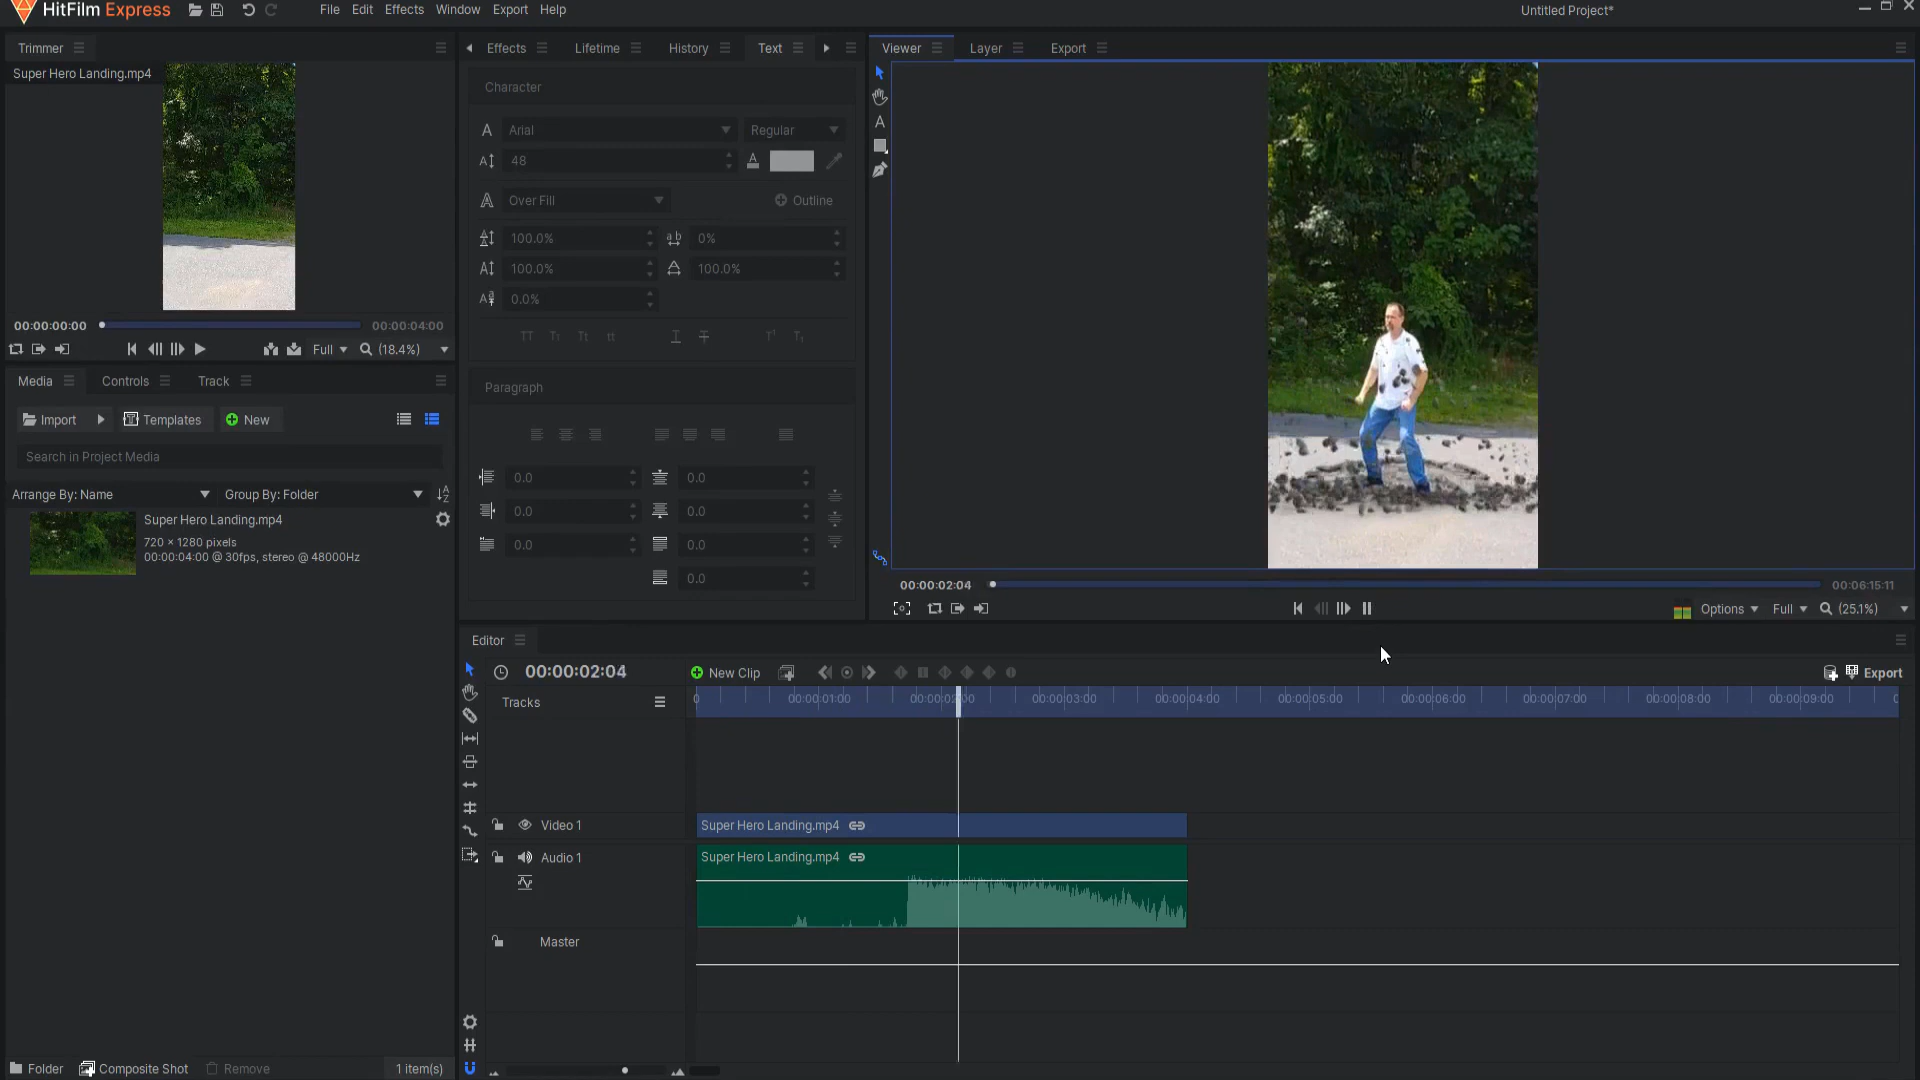 HitFilm Express
File Edit Effects Window Export Help
Untitled Project*
Trimmer
Super Hero Landing.mp4
00:00:00:00
00:00:04:00
Full
(18.4%)
Media Controls Track
Import Templates New
Search in Project Media
Arrange By: Name
Group By: Folder
Super Hero Landing.mp4
720 × 1280 pixels
00:00:04:00 @ 30fps, stereo @ 48000Hz
Folder Composite Shot Remove
1 item(s)
Effects Lifetime History Text
Character
Arial
Regular
48
Over Fill
Outline
100.0%
0%
100.0%
100.0%
0.0%
Paragraph
0.0
0.0
0.0
0.0
0.0
0.0
0.0
Viewer Layer Export
00:00:02:04
00:06:15:11
Options
Full
(25.1%)
Editor
00:00:02:04
New Clip
Export
Tracks
0
00:00:01:00
00:00:03:00
00:00:04:00
00:00:05:00
00:00:06:00
00:00:07:00
00:00:08:00
00:00:09:00
Video 1
Super Hero Landing.mp4
Audio 1
Super Hero Landing.mp4
Master